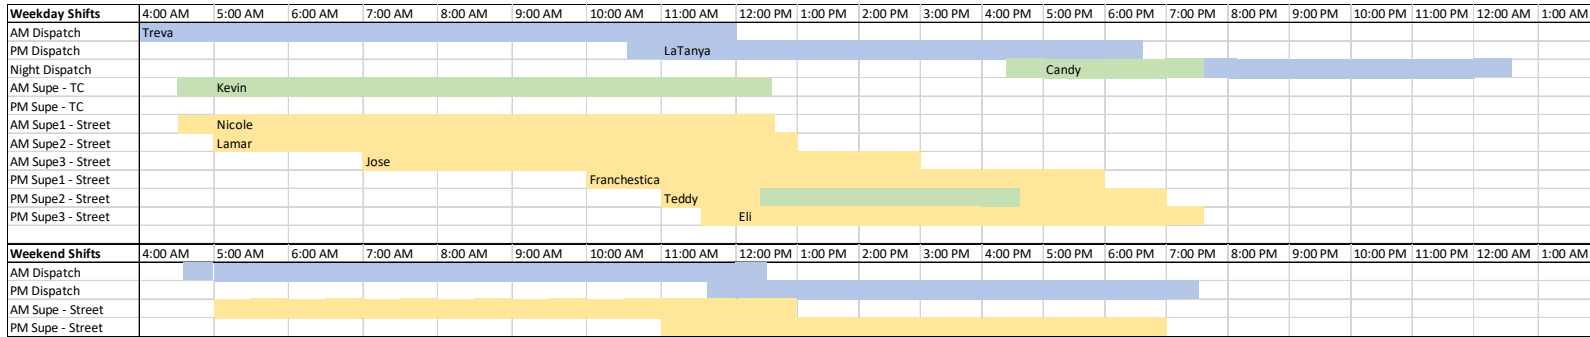 Weekday Shifts 4:00 AM 5:00 AM 6:00 AM 7:00 AM 8:00 AM 9:00 AM 10:00 AM 11:00 AM 12:00 PM 1:00 PM 2:00 PM 3:00 PM 4:00 PM 5:00 PM 6:00 PM 7:00 PM 8:00 PM 9:00 PM 10:00 PM 11:00 PM 12:00 AM 1:00 AM
AM Dispatch Treva
PM Dispatch LaTanya
Night Dispatch Candy
AM Supe - TC Kevin
PM Supe - TC
AM Supe1 - Street Nicole
AM Supe2 - Street Lamar
AM Supe3 - Street Jose
PM Supe1 - Street Franchestica
PM Supe2 - Street Teddy
PM Supe3 - Street Eli
Weekend Shifts 4:00 AM 5:00 AM 6:00 AM 7:00 AM 8:00 AM 9:00 AM 10:00 AM 11:00 AM 12:00 PM 1:00 PM 2:00 PM 3:00 PM 4:00 PM 5:00 PM 6:00 PM 7:00 PM 8:00 PM 9:00 PM 10:00 PM 11:00 PM 12:00 AM 1:00 AM
AM Dispatch
PM Dispatch
AM Supe - Street
PM Supe - Street